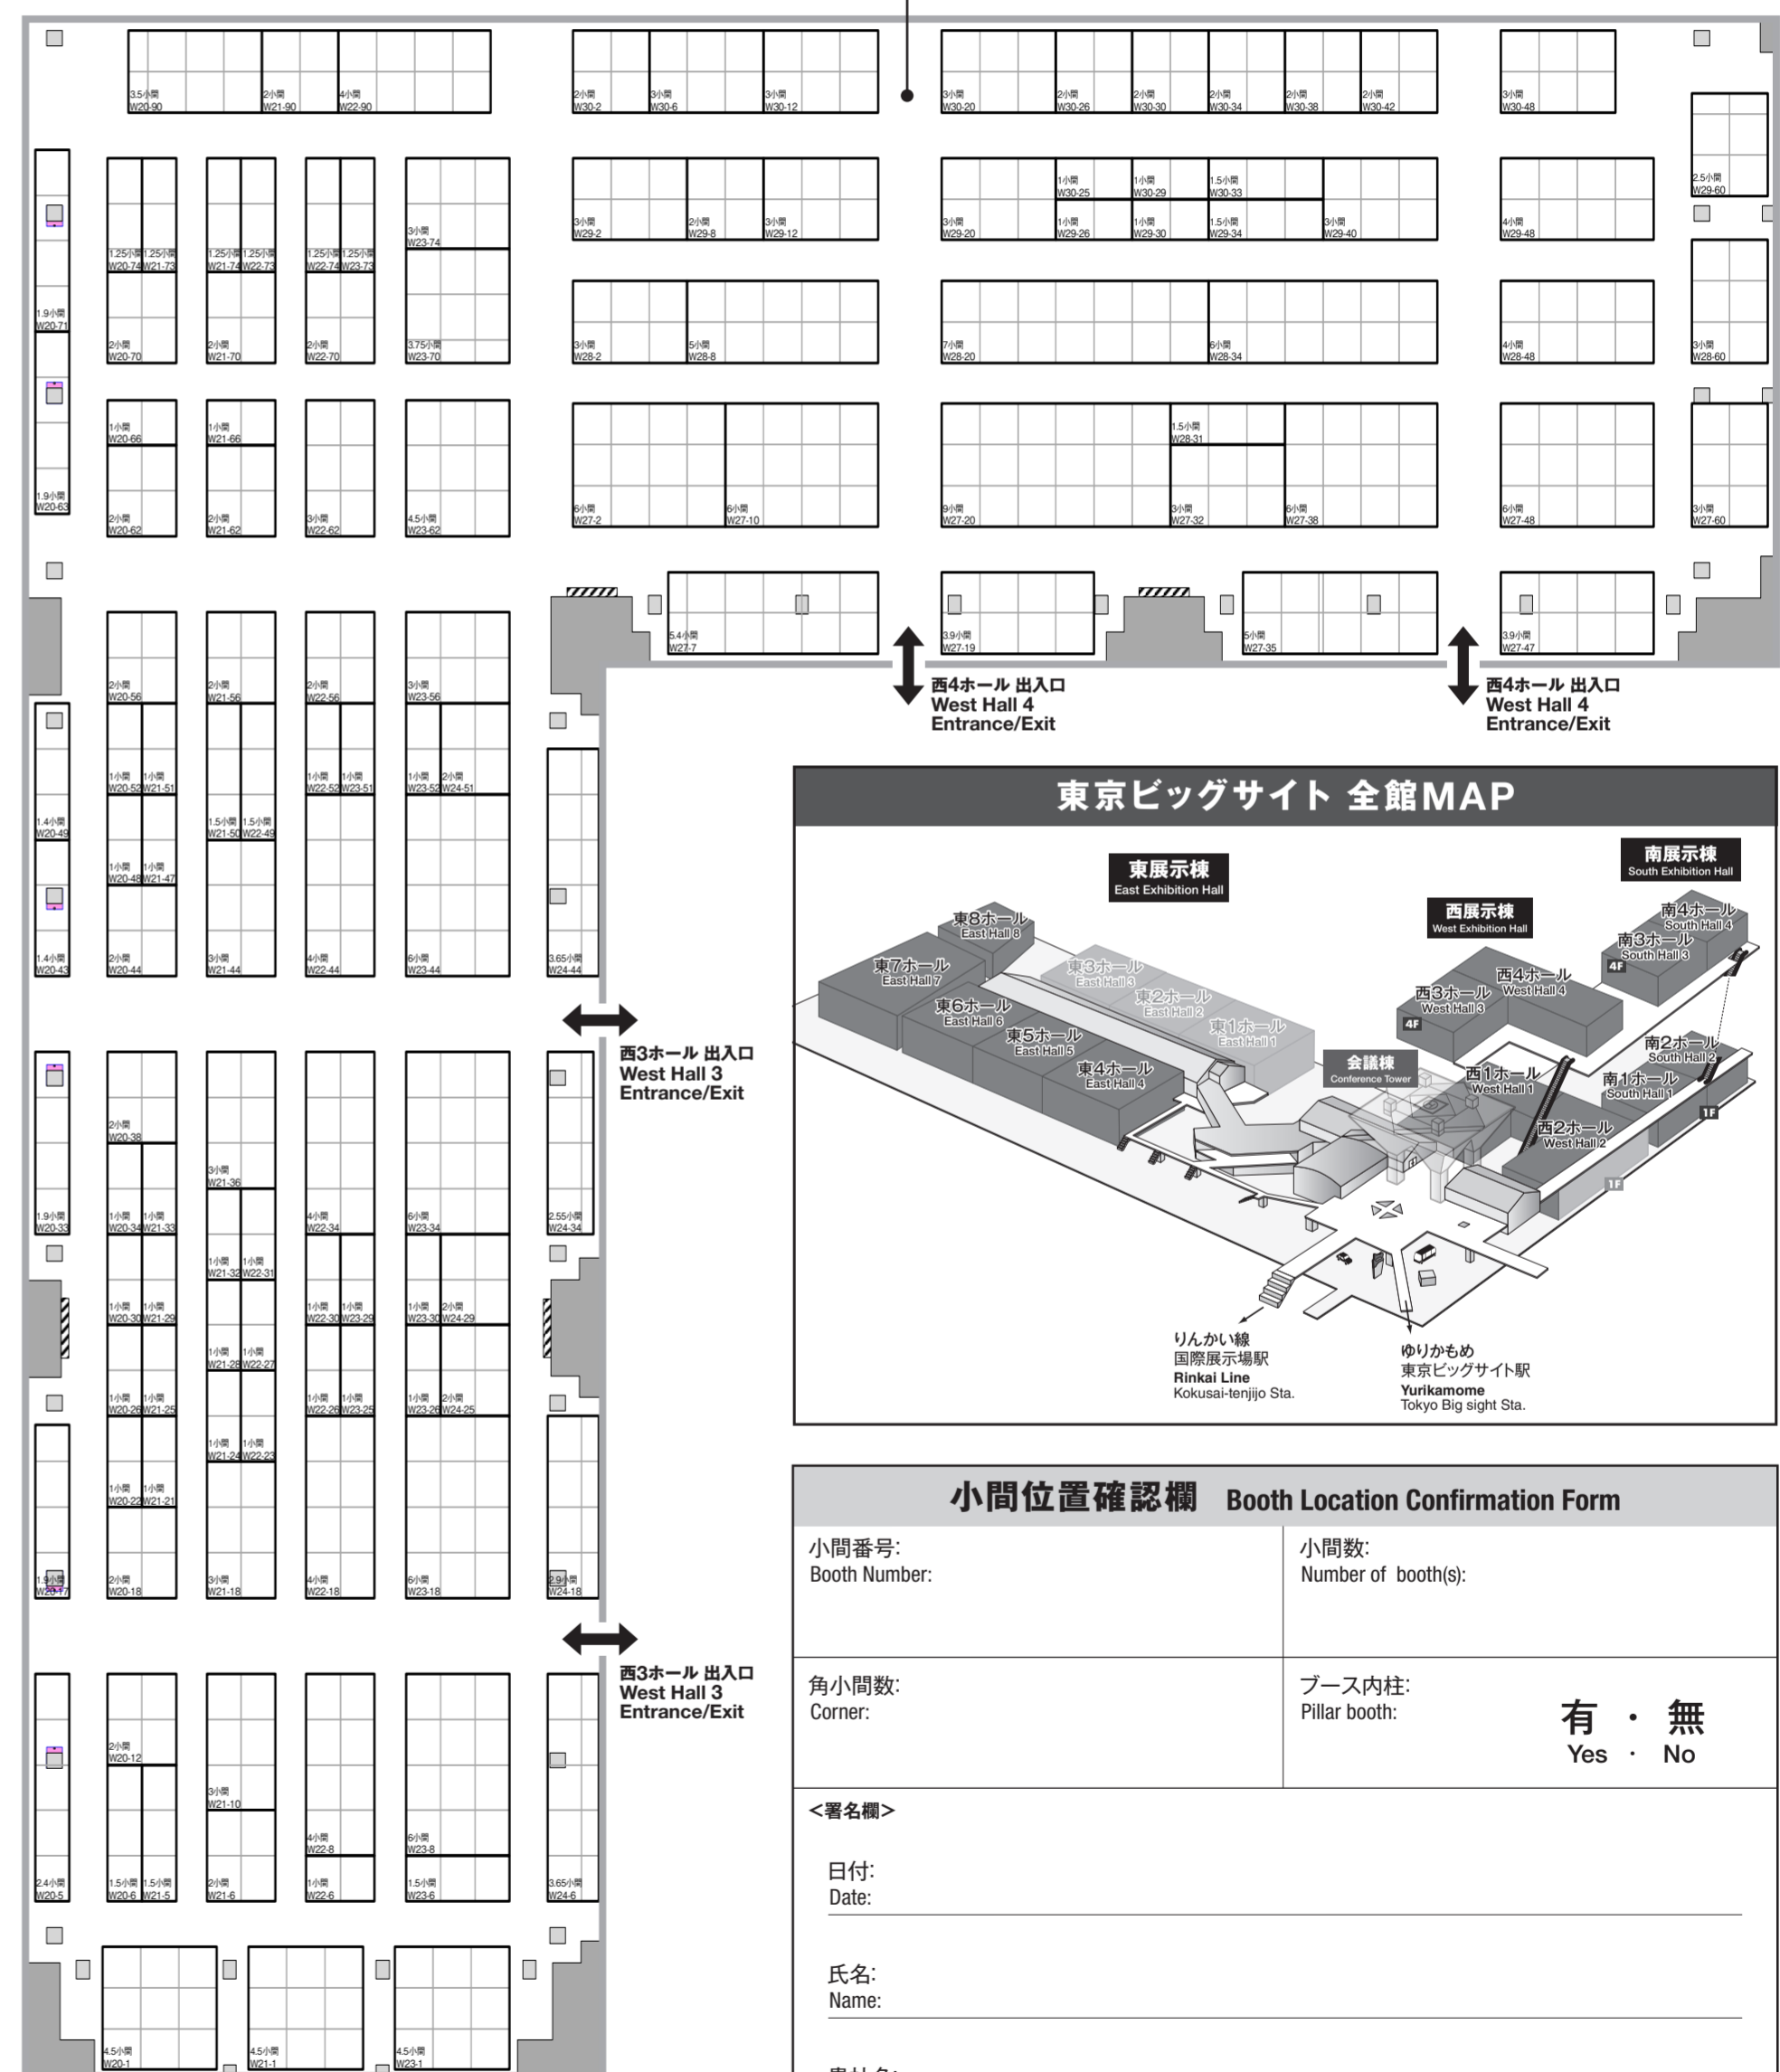 3.5小間 2小間 4小間
W20-90 W21-90 W22-90
2小間 3小間 3小間
W30-2 W30-6 W30-12
3小間 2小間 2小間 2小間 2小間 2小間
W30-20 W30-26 W30-30 W30-34 W30-38 W30-42
3小間
W30-48
2.5小間
W29-60
1小間 1小間 1.5小間
W30-25 W30-29 W30-33
3小間 2小間 3小間
W29-2 W29-8 W29-12
3小間 1小間 1小間 1.5小間 3小間
W29-20 W29-26 W29-30 W29-34 W29-40
4小間
W29-48
3小間
W23-74
1.25小間 1.25小間 1.25小間 1.25小間 1.25小間 1.25小間
W20-74 W21-73 W21-74 W22-73 W22-74 W23-73
1.9小間
W20-71
2小間 2小間 2小間 3.75小間
W20-70 W21-70 W22-70 W23-70
3小間 5小間
W28-2 W28-8
7小間 6小間
W28-20 W28-34
4小間
W28-48
3小間
W28-60
1小間 1小間
W20-66 W21-66
1.5小間
W28-31
1.9小間
W20-63
2小間 2小間 3小間 4.5小間
W20-62 W21-62 W22-62 W23-62
6小間 6小間
W27-2 W27-10
9小間 3小間 6小間
W27-20 W27-32 W27-38
6小間
W27-48
3小間
W27-60
5.4小間
W27-7
3.9小間
W27-19
5小間
W27-35
3.9小間
W27-47
西4ホール 出入口
West Hall 4
Entrance/Exit
西4ホール 出入口
West Hall 4
Entrance/Exit
2小間 2小間 2小間 3小間
W20-56 W21-56 W22-56 W23-56
1小間 1小間 1小間 1小間 1小間 2小間
W20-52 W21-51 W22-52 W23-51 W23-52 W24-51
1.4小間 1.5小間 1.5小間
W20-49 W21-50 W22-49
1小間 1小間
W20-48 W21-47
1.4小間 2小間 3小間 4小間 6小間 3.65小間
W20-43 W20-44 W21-44 W22-44 W23-44 W24-44
西3ホール 出入口
West Hall 3
Entrance/Exit
2小間
W20-38
3小間
W21-36
1.9小間 1小間 1小間 4小間 6小間 2.55小間
W20-33 W20-34 W21-33 W22-34 W23-34 W24-34
1小間 1小間
W21-32 W22-31
1小間 1小間 1小間 1小間 1小間 2小間
W20-30 W21-29 W22-30 W23-29 W23-30 W24-29
1小間 1小間
W21-28 W22-27
1小間 1小間 1小間 1小間 1小間 2小間
W20-26 W21-25 W22-26 W23-25 W23-26 W24-25
1小間 1小間
W21-24 W22-23
1小間 1小間
W20-22 W21-21
1.9小間 2小間 3小間 4小間 6小間 2.9小間
W20-17 W20-18 W21-18 W22-18 W23-18 W24-18
西3ホール 出入口
West Hall 3
Entrance/Exit
2小間
W20-12
3小間
W21-10
4小間 6小間
W22-8 W23-8
2.4小間 1.5小間 1.5小間 2小間 1小間 1.5小間 3.65小間
W20-5 W20-6 W21-5 W21-6 W22-6 W23-6 W24-6
4.5小間 4.5小間 4.5小間
W20-1 W21-1 W23-1
東京ビッグサイト 全館MAP
東展示棟
East Exhibition Hall
南展示棟
South Exhibition Hall
西展示棟
West Exhibition Hall
東8ホール
East Hall 8
東7ホール
East Hall 7
東6ホール
East Hall 6
東5ホール
East Hall 5
東4ホール
East Hall 4
東3ホール
East Hall 3
東2ホール
East Hall 2
東1ホール
East Hall 1
南4ホール
South Hall 4
南3ホール
South Hall 3
4F
西4ホール
West Hall 4
西3ホール
West Hall 3
4F
会議棟
Conference Tower
西1ホール
West Hall 1
西2ホール
West Hall 2
南2ホール
South Hall 2
南1ホール
South Hall 1
1F
1F
りんかい線
国際展示場駅
Rinkai Line
Kokusai-tenjijo Sta.
ゆりかもめ
東京ビッグサイト駅
Yurikamome
Tokyo Big sight Sta.
小間位置確認欄 Booth Location Confirmation Form
小間番号:
Booth Number:
小間数:
Number of booth(s):
角小間数:
Corner:
ブース内柱:
Pillar booth:
有 ・ 無
Yes ・ No
<署名欄>
日付:
Date:
氏名:
Name: